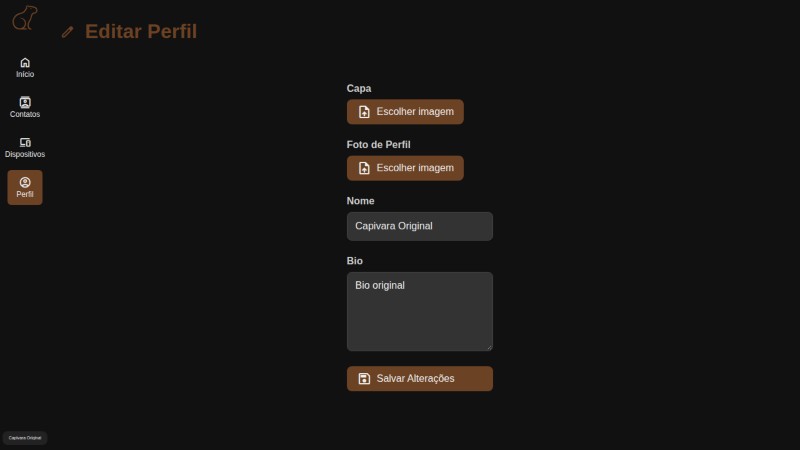 Editar Perfil
Início
Contatos
Dispositivos
Perfil
Capa
Escolher imagem
Foto de Perfil
Escolher imagem
Nome
Capivara Original
Bio
Bio original
Salvar Alterações
Capivara Original